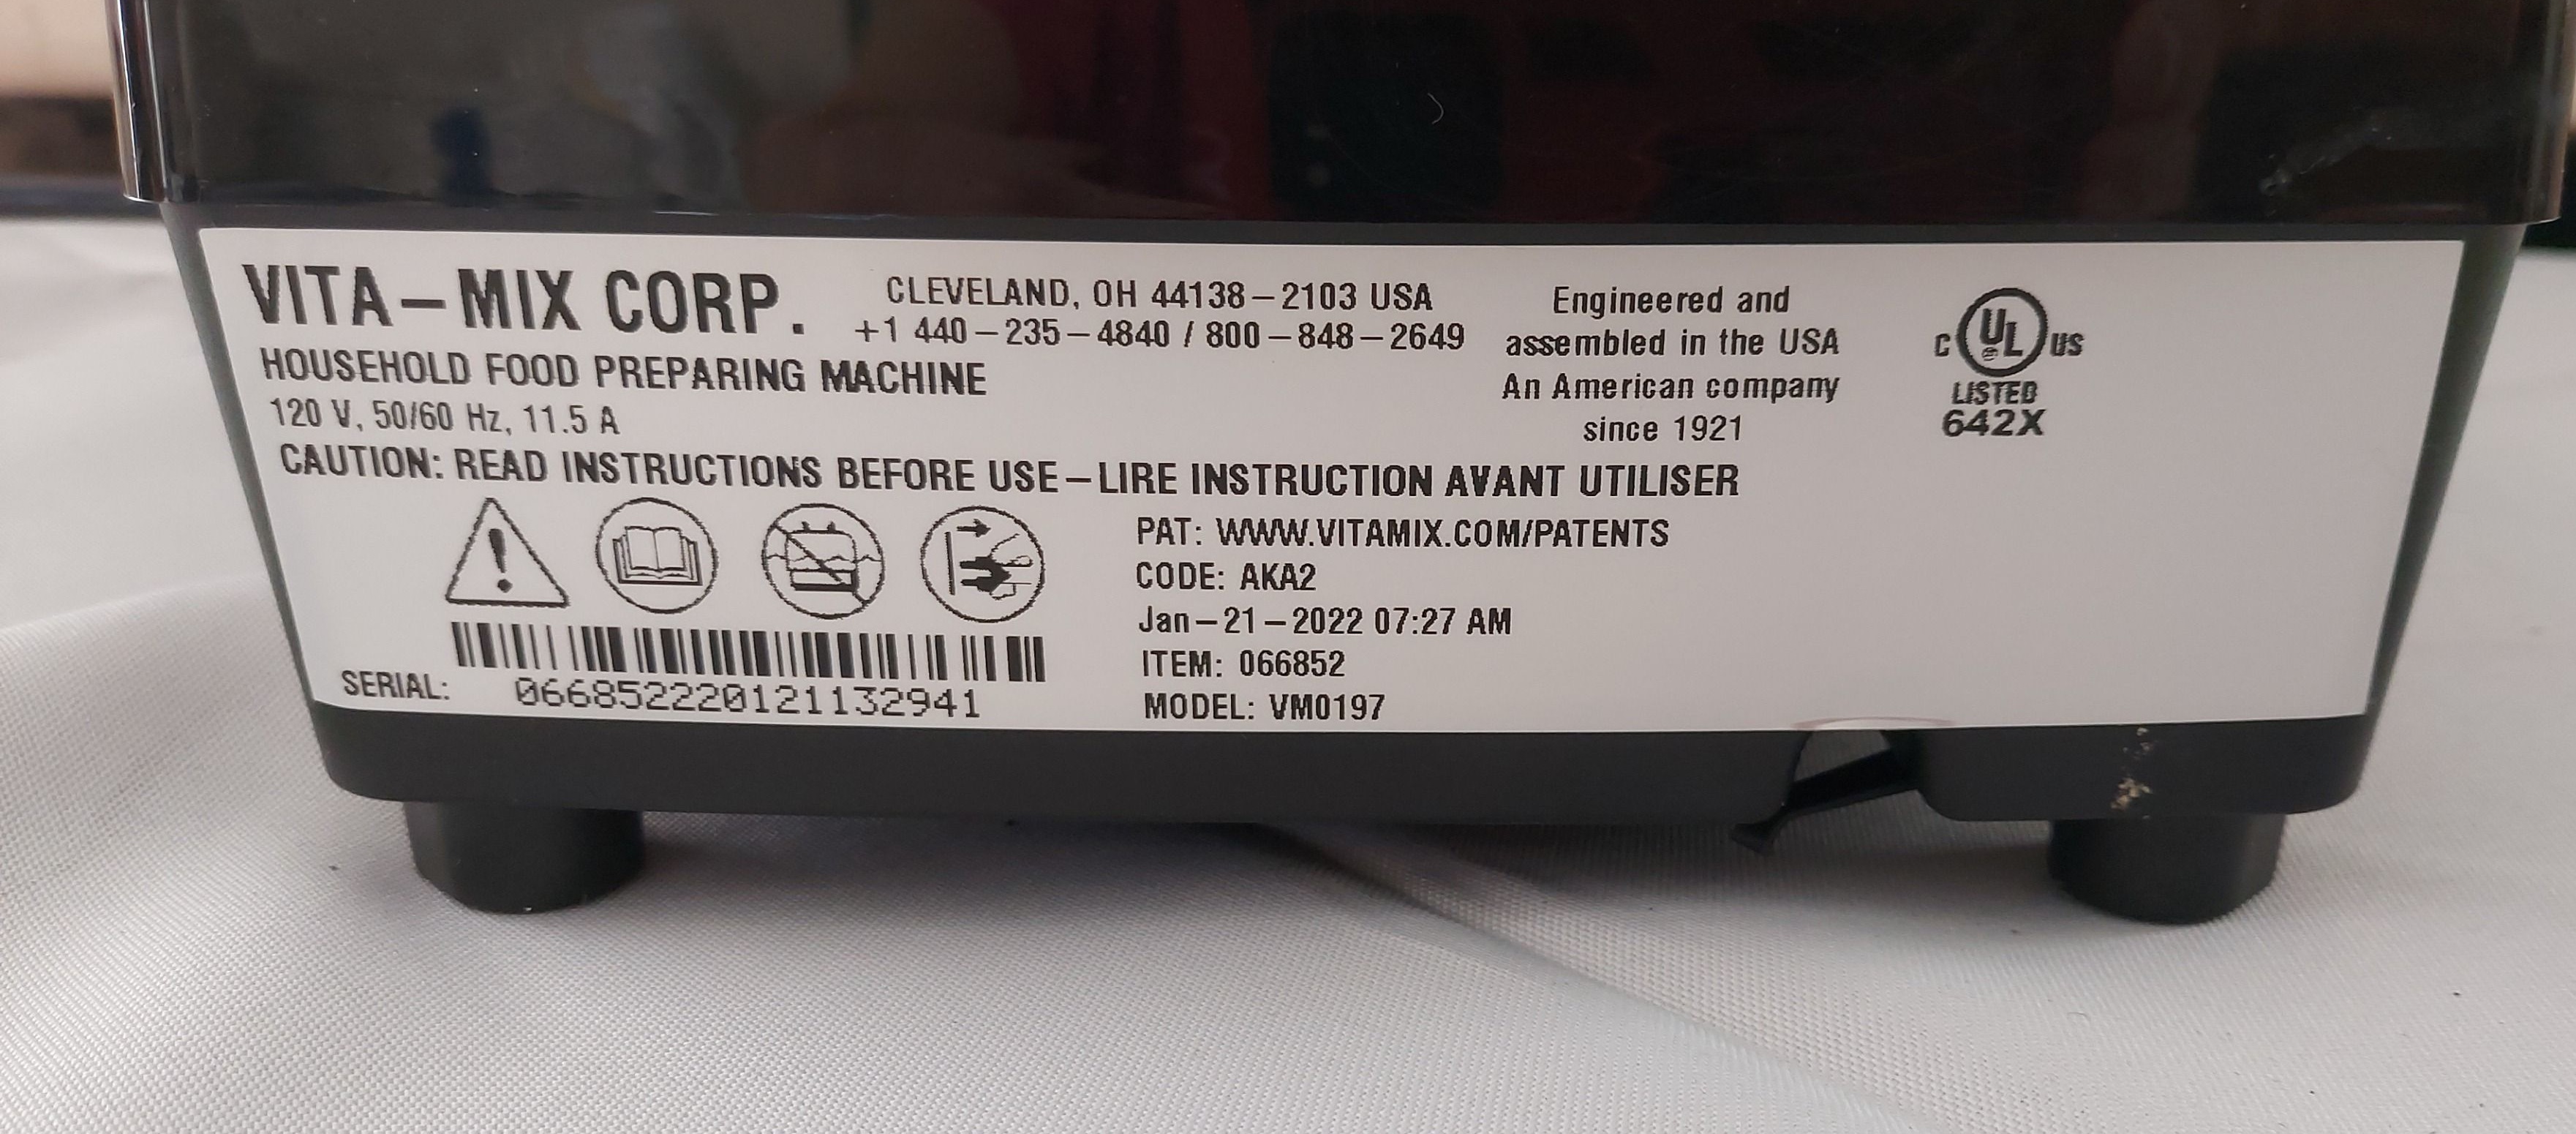 VITA-MIX CORP.
CLEVELAND, OH 44138-2103 USA
+1 440-235-4840 / 800-848-2649
HOUSEHOLD FOOD PREPARING MACHINE
120 V, 50/60 Hz, 11.5 A
Engineered and
assembled in the USA
An American company
since 1921
C UL US
LISTED
642X
CAUTION: READ INSTRUCTIONS BEFORE USE-LIRE INSTRUCTION AVANT UTILISER
PAT: WWW.VITAMIX.COM/PATENTS
CODE: AKA2
Jan-21-2022 07:27 AM
ITEM: 066852
MODEL: VM0197
SERIAL: 066852220121132941